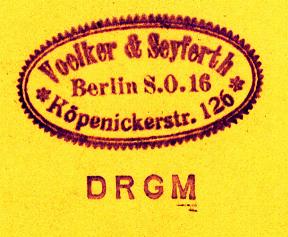 Voelker & Seyferth
Berlin S.O.16
* Köpenickerstr. 126 *
DRGM